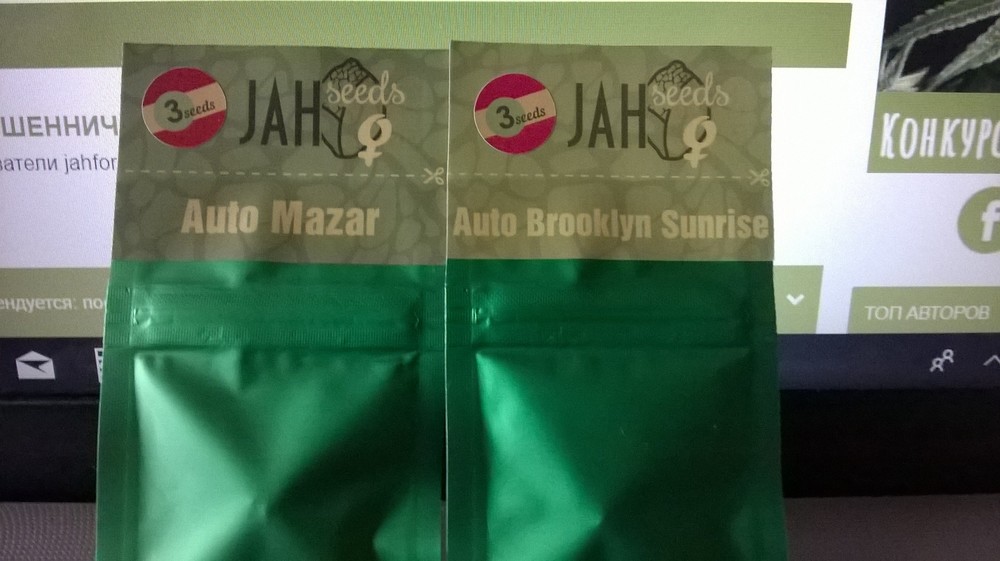 3 seeds
JAH seeds
Auto Mazar
3 seeds
JAH seeds
Auto Brooklyn Sunrise
ШЕННИЧ
ватели jahfor
ендуется: пос
КОНКУРС
f
ТОП АВТОРОВ